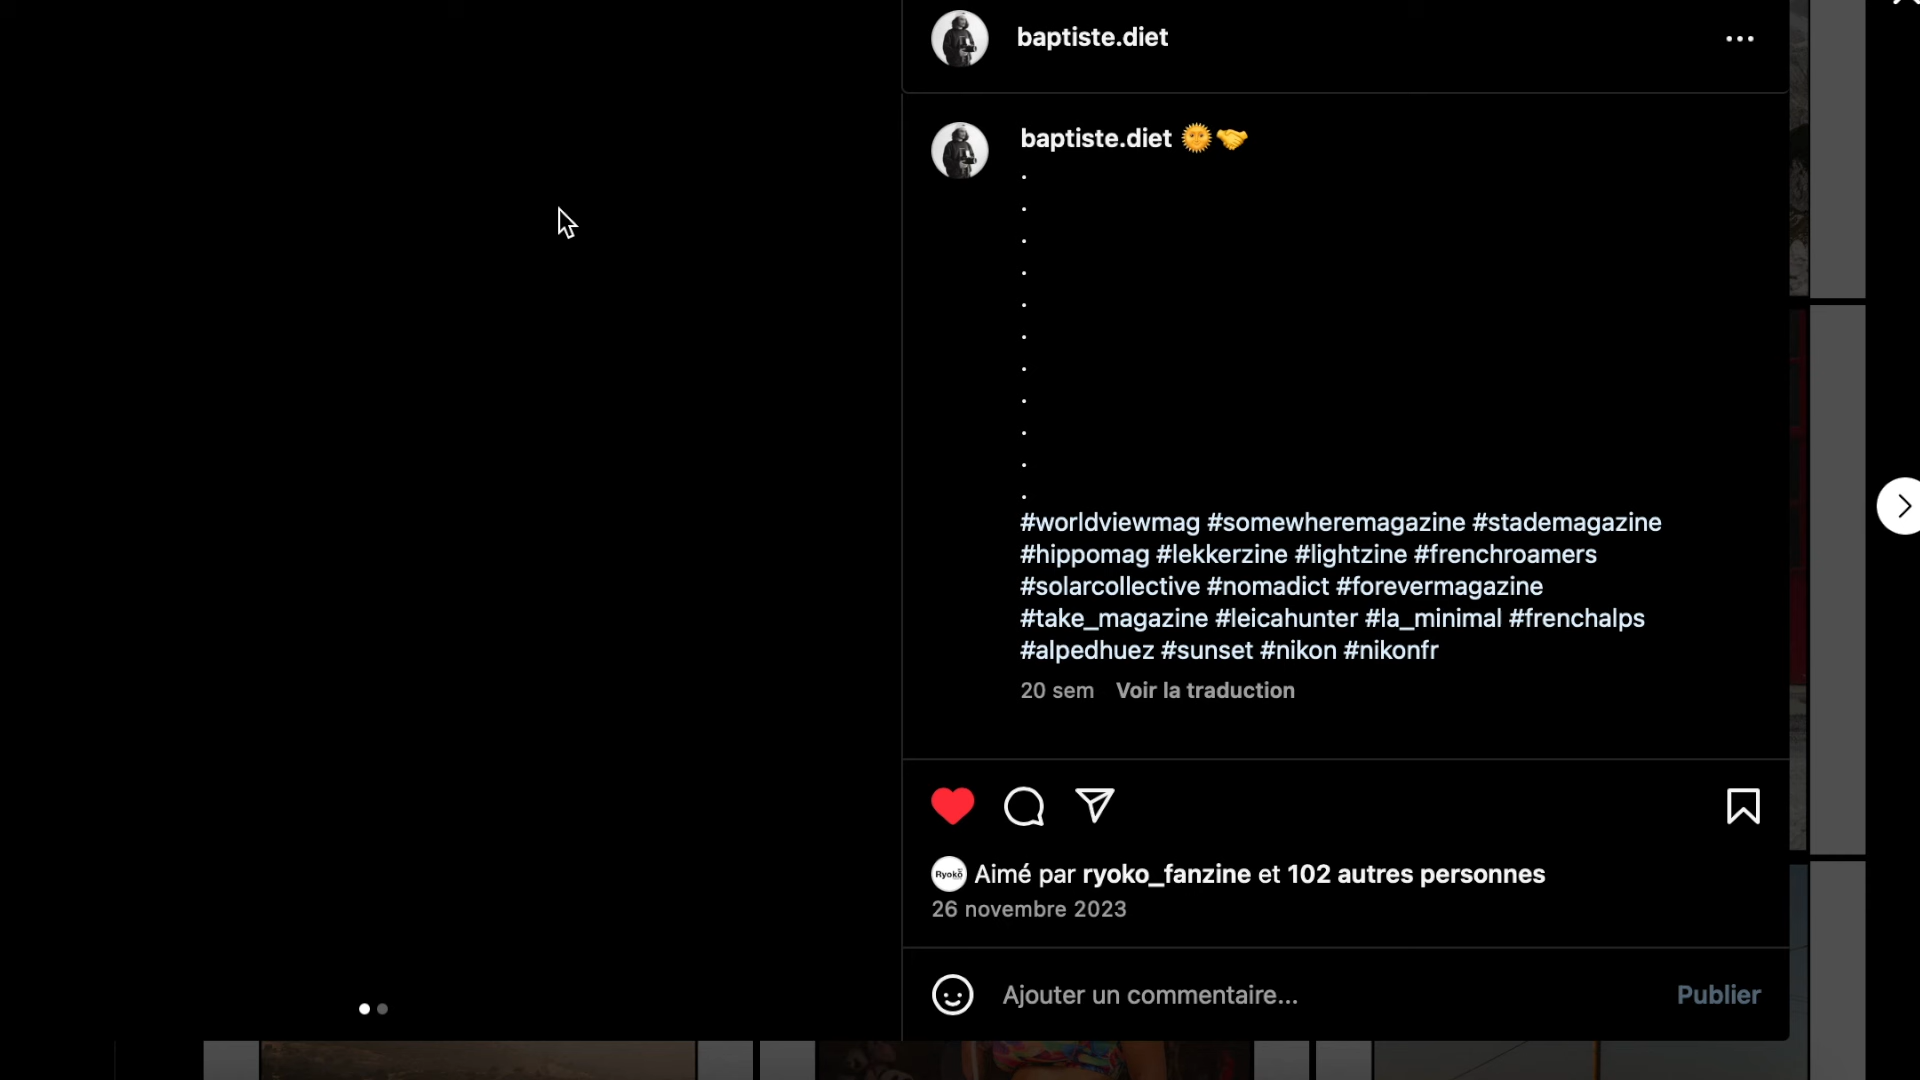 baptiste.diet
baptiste.diet 🌞🤝
.
.
.
.
.
.
.
.
.
.
.
#worldviewmag #somewheremagazine #stademagazine
#hippomag #lekkerzine #lightzine #frenchroamers
#solarcollective #nomadict #forevermagazine
#take_magazine #leicahunter #la_minimal #frenchalps
#alpedhuez #sunset #nikon #nikonfr
20 sem Voir la traduction
Ryokō Aimé par ryoko_fanzine et 102 autres personnes
26 novembre 2023
Ajouter un commentaire... Publier